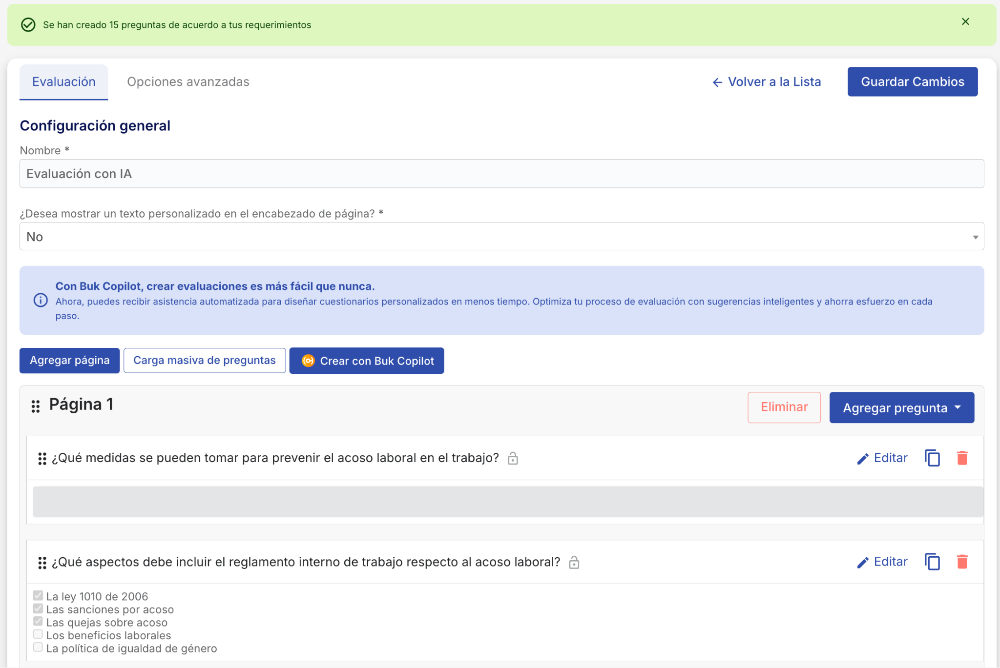 Se han creado 15 preguntas de acuerdo a tus requerimientos
Evaluación
Opciones avanzadas
← Volver a la Lista
Guardar Cambios
Configuración general
Nombre *
Evaluación con IA
¿Desea mostrar un texto personalizado en el encabezado de página? *
No
Con Buk Copilot, crear evaluaciones es más fácil que nunca.
Ahora, puedes recibir asistencia automatizada para diseñar cuestionarios personalizados en menos tiempo. Optimiza tu proceso de evaluación con sugerencias inteligentes y ahorra esfuerzo en cada
paso.
Agregar página
Carga masiva de preguntas
Crear con Buk Copilot
Página 1
Eliminar
Agregar pregunta
¿Qué medidas se pueden tomar para prevenir el acoso laboral en el trabajo?
Editar
¿Qué aspectos debe incluir el reglamento interno de trabajo respecto al acoso laboral?
Editar
La ley 1010 de 2006
Las sanciones por acoso
Las quejas sobre acoso
Los beneficios laborales
La política de igualdad de género